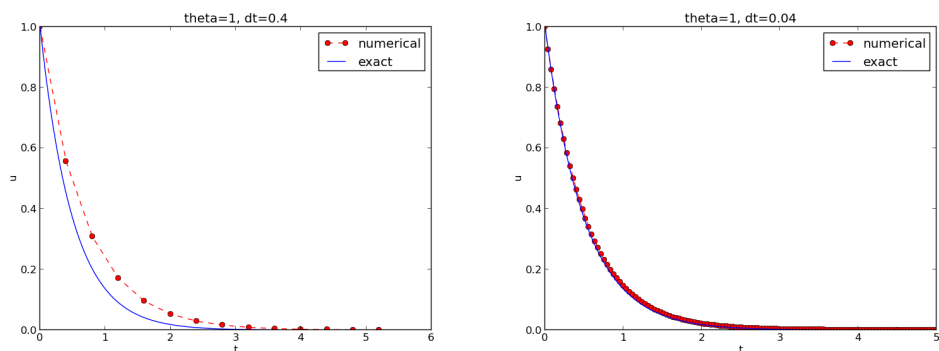 theta=1, dt=0.4
1.0
numerical
exact
0.8
0.6
u
0.4
0.2
0.0
0 1 2 3 4 5 6
t
theta=1, dt=0.04
1.0
numerical
exact
0.8
0.6
u
0.4
0.2
0.0
0 1 2 3 4 5
t